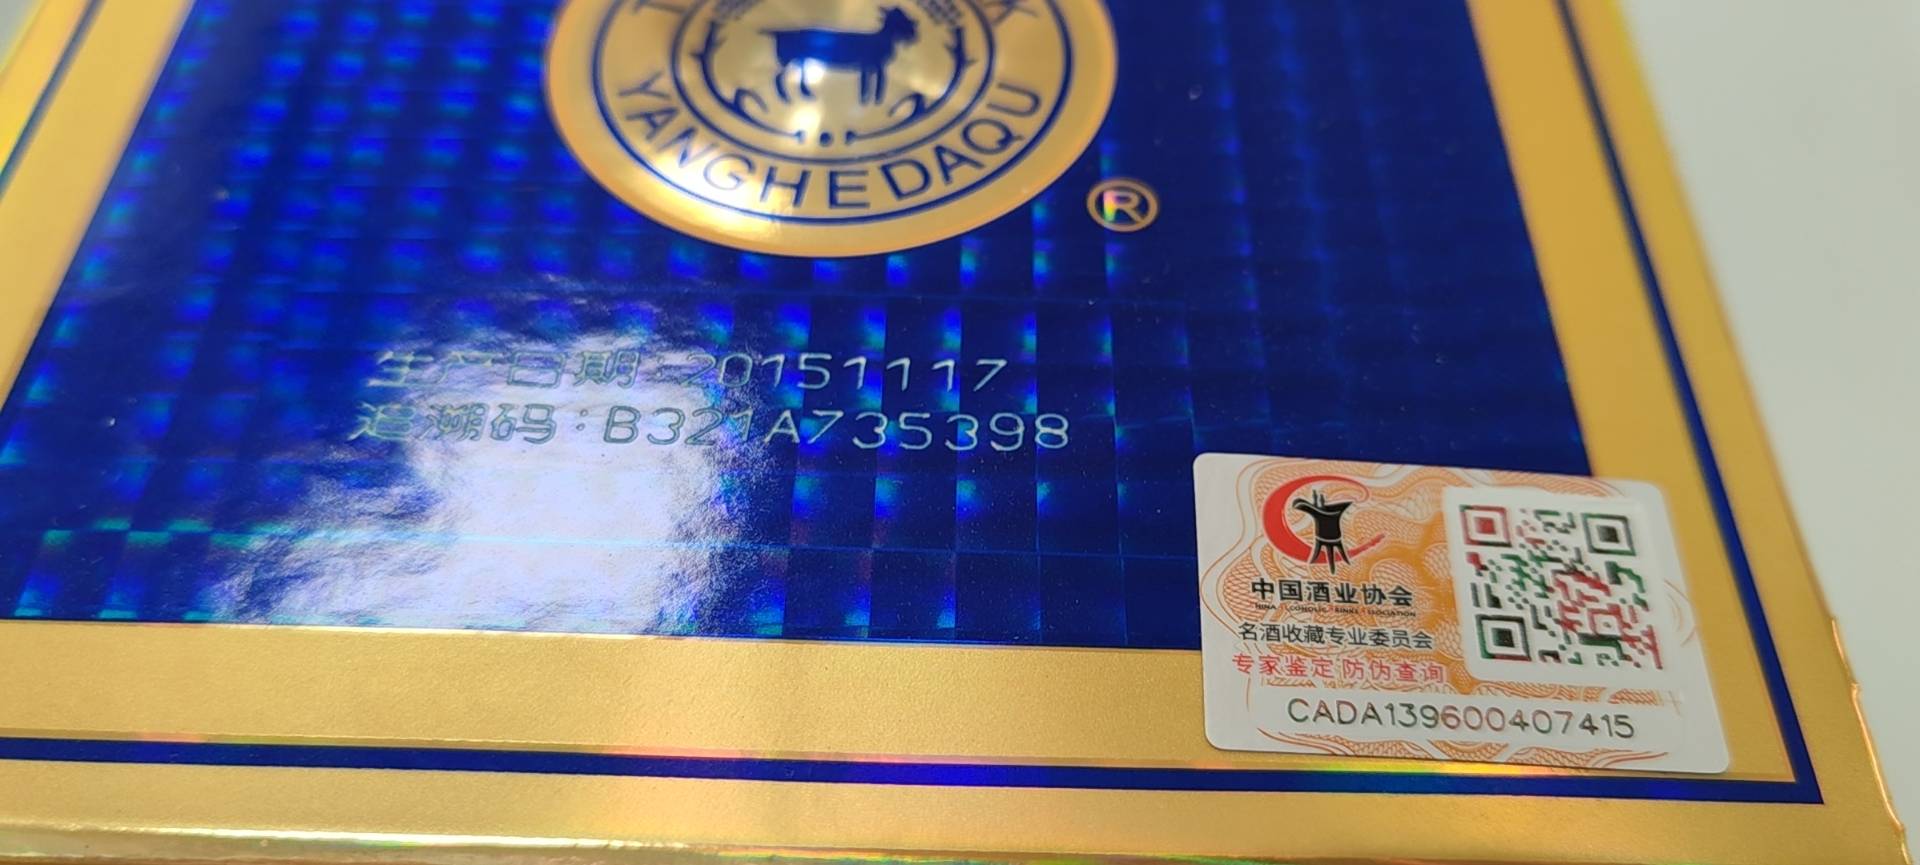 YANGHEDAQU
®
生产日期:20151117
追溯码:B321A735398
中国酒业协会
名酒收藏专业委员会
专家鉴定 防伪查询
CADA139600407415